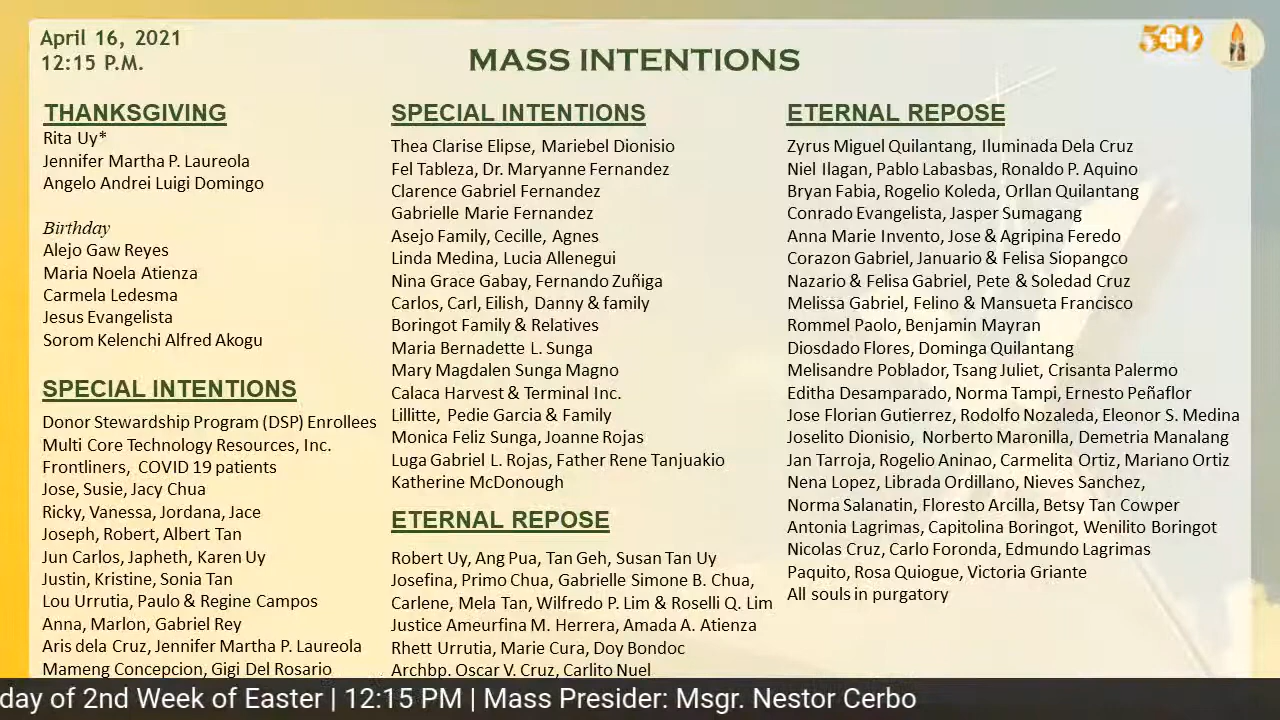 April 16, 2021
12:15 P.M.
MASS INTENTIONS
500
THANKSGIVING
Rita Uy*
Jennifer Martha P. Laureola
Angelo Andrei Luigi Domingo
Birthday
Alejo Gaw Reyes
Maria Noela Atienza
Carmela Ledesma
Jesus Evangelista
Sorom Kelenchi Alfred Akogu
SPECIAL INTENTIONS
Donor Stewardship Program (DSP) Enrollees
Multi Core Technology Resources, Inc.
Frontliners, COVID 19 patients
Jose, Susie, Jacy Chua
Ricky, Vanessa, Jordana, Jace
Joseph, Robert, Albert Tan
Jun Carlos, Japheth, Karen Uy
Justin, Kristine, Sonia Tan
Lou Urrutia, Paulo & Regine Campos
Anna, Marlon, Gabriel Rey
Aris dela Cruz, Jennifer Martha P. Laureola
Mameng Concepcion, Gigi Del Rosario
SPECIAL INTENTIONS
Thea Clarise Elipse, Mariebel Dionisio
Fel Tableza, Dr. Maryanne Fernandez
Clarence Gabriel Fernandez
Gabrielle Marie Fernandez
Asejo Family, Cecille, Agnes
Linda Medina, Lucia Allenegui
Nina Grace Gabay, Fernando Zuñiga
Carlos, Carl, Eilish, Danny & family
Boringot Family & Relatives
Maria Bernadette L. Sunga
Mary Magdalen Sunga Magno
Calaca Harvest & Terminal Inc.
Lillitte, Pedie Garcia & Family
Monica Feliz Sunga, Joanne Rojas
Luga Gabriel L. Rojas, Father Rene Tanjuakio
Katherine McDonough
ETERNAL REPOSE
Robert Uy, Ang Pua, Tan Geh, Susan Tan Uy
Josefina, Primo Chua, Gabrielle Simone B. Chua,
Carlene, Mela Tan, Wilfredo P. Lim & Roselli Q. Lim
Justice Ameurfina M. Herrera, Amada A. Atienza
Rhett Urrutia, Marie Cura, Doy Bondoc
Archbp. Oscar V. Cruz, Carlito Nuel
ETERNAL REPOSE
Zyrus Miguel Quilantang, Iluminada Dela Cruz
Niel Ilagan, Pablo Labasbas, Ronaldo P. Aquino
Bryan Fabia, Rogelio Koleda, Orllan Quilantang
Conrado Evangelista, Jasper Sumagang
Anna Marie Invento, Jose & Agripina Feredo
Corazon Gabriel, Januario & Felisa Siopangco
Nazario & Felisa Gabriel, Pete & Soledad Cruz
Melissa Gabriel, Felino & Mansueta Francisco
Rommel Paolo, Benjamin Mayran
Diosdado Flores, Dominga Quilantang
Melisandre Poblador, Tsang Juliet, Crisanta Palermo
Editha Desamparado, Norma Tampi, Ernesto Peñaflor
Jose Florian Gutierrez, Rodolfo Nozaleda, Eleonor S. Medina
Joselito Dionisio, Norberto Maronilla, Demetria Manalang
Jan Tarroja, Rogelio Aninao, Carmelita Ortiz, Mariano Ortiz
Nena Lopez, Librada Ordillano, Nieves Sanchez,
Norma Salanatin, Floresto Arcilla, Betsy Tan Cowper
Antonia Lagrimas, Capitolina Boringot, Wenilito Boringot
Nicolas Cruz, Carlo Foronda, Edmundo Lagrimas
Paquito, Rosa Quiogue, Victoria Griante
All souls in purgatory
day of 2nd Week of Easter | 12:15 PM | Mass Presider: Msgr. Nestor Cerbo